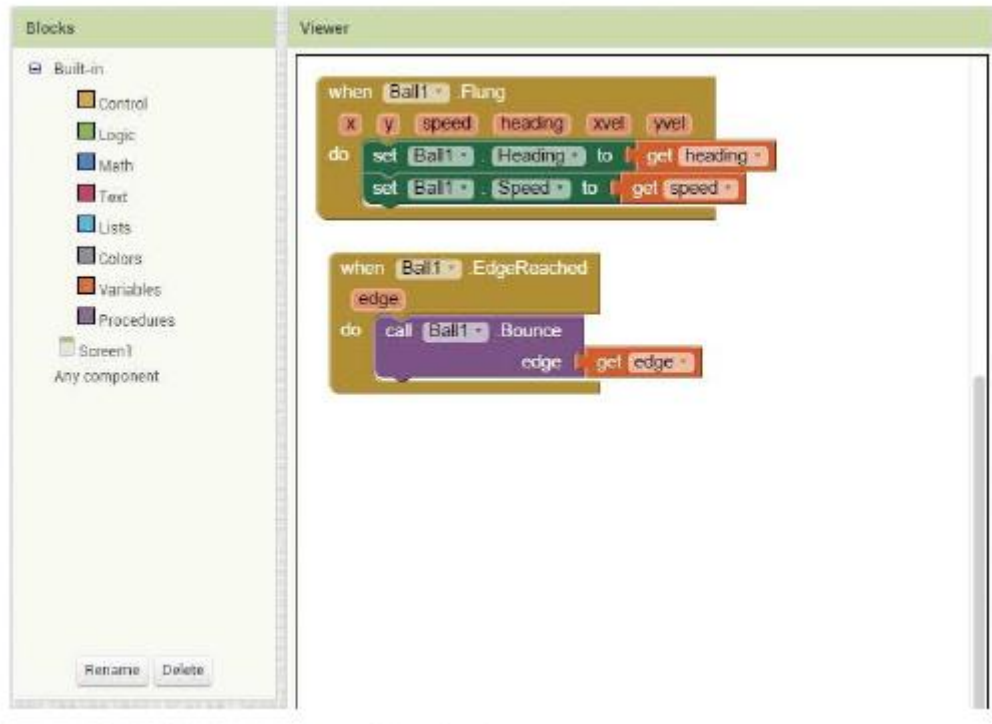 Blocks
Viewer
Built-in
Control
Logic
Math
Text
Lists
Colors
Variables
Procedures
Screen1
Any component
Rename Delete
when Ball1 .Flung
x y speed heading xvel yvel
do set Ball1 . Heading to get heading
set Ball1 . Speed to get speed
when Ball1 .EdgeReached
edge
do call Ball1 .Bounce
edge get edge